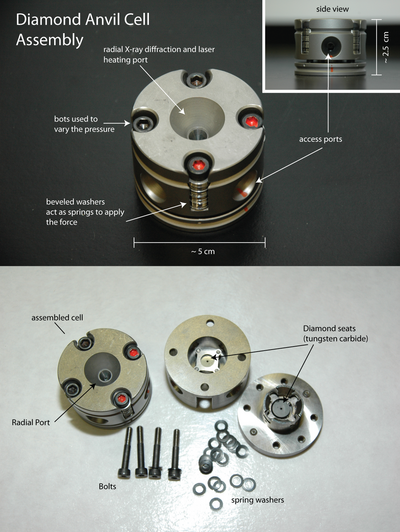 Diamond Anvil Cell
Assembly
side view
~ 2.5 cm
radial X-ray diffraction and laser
heating port
bots used to
vary the pressure
access ports
beveled washers
act as springs to apply
the force
~ 5 cm
assembled cell
Diamond seats
(tungsten carbide)
Radial Port
Bolts
spring washers